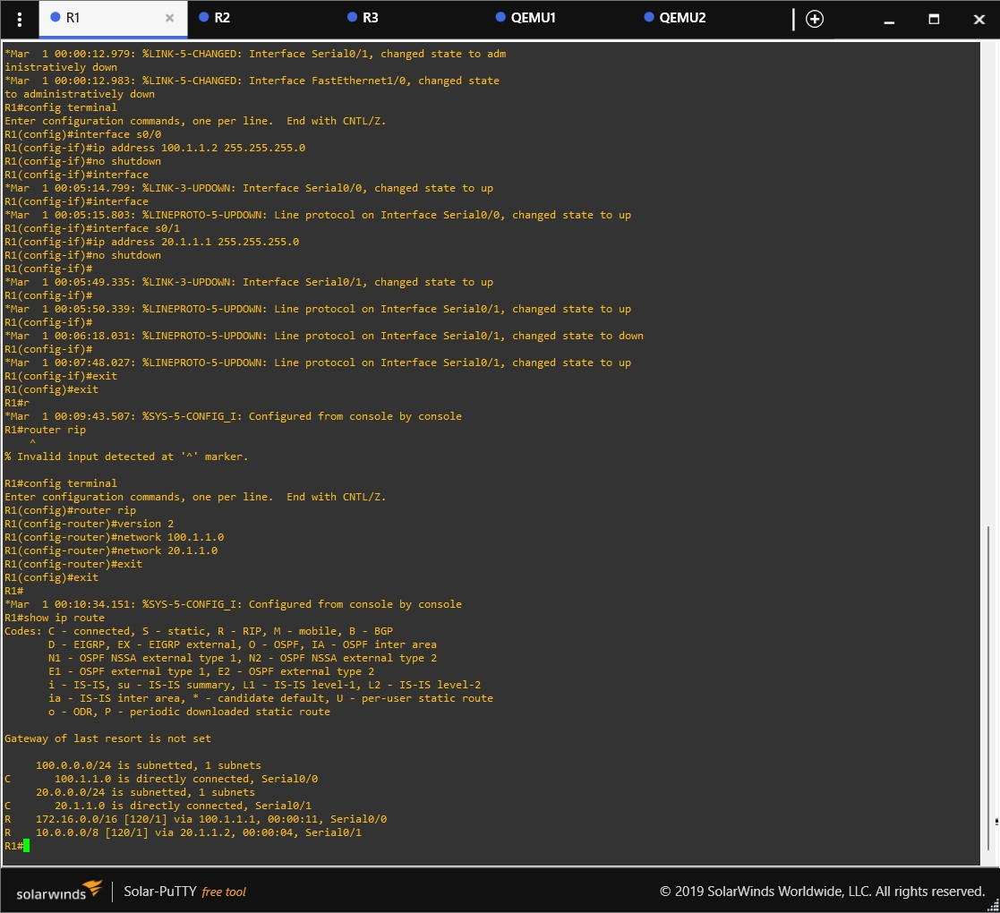 R1
R2
R3
QEMU1
QEMU2
*Mar  1 00:00:12.979: %LINK-5-CHANGED: Interface Serial0/1, changed state to adm
inistratively down
*Mar  1 00:00:12.983: %LINK-5-CHANGED: Interface FastEthernet1/0, changed state
to administratively down
R1#config terminal
Enter configuration commands, one per line.  End with CNTL/Z.
R1(config)#interface s0/0
R1(config-if)#ip address 100.1.1.2 255.255.255.0
R1(config-if)#no shutdown
R1(config-if)#interface
*Mar  1 00:05:14.799: %LINK-3-UPDOWN: Interface Serial0/0, changed state to up
R1(config-if)#interface
*Mar  1 00:05:15.803: %LINEPROTO-5-UPDOWN: Line protocol on Interface Serial0/0, changed state to up
R1(config-if)#interface s0/1
R1(config-if)#ip address 20.1.1.1 255.255.255.0
R1(config-if)#no shutdown
R1(config-if)#
*Mar  1 00:05:49.335: %LINK-3-UPDOWN: Interface Serial0/1, changed state to up
R1(config-if)#
*Mar  1 00:05:50.339: %LINEPROTO-5-UPDOWN: Line protocol on Interface Serial0/1, changed state to up
R1(config-if)#
*Mar  1 00:06:18.031: %LINEPROTO-5-UPDOWN: Line protocol on Interface Serial0/1, changed state to down
R1(config-if)#
*Mar  1 00:07:48.027: %LINEPROTO-5-UPDOWN: Line protocol on Interface Serial0/1, changed state to up
R1(config-if)#exit
R1(config)#exit
R1#r
*Mar  1 00:09:43.507: %SYS-5-CONFIG_I: Configured from console by console
R1#router rip
    ^
% Invalid input detected at '^' marker.
R1#config terminal
Enter configuration commands, one per line.  End with CNTL/Z.
R1(config)#router rip
R1(config-router)#version 2
R1(config-router)#network 100.1.1.0
R1(config-router)#network 20.1.1.0
R1(config-router)#exit
R1(config)#exit
R1#
*Mar  1 00:10:34.151: %SYS-5-CONFIG_I: Configured from console by console
R1#show ip route
Codes: C - connected, S - static, R - RIP, M - mobile, B - BGP
       D - EIGRP, EX - EIGRP external, O - OSPF, IA - OSPF inter area
       N1 - OSPF NSSA external type 1, N2 - OSPF NSSA external type 2
       E1 - OSPF external type 1, E2 - OSPF external type 2
       i - IS-IS, su - IS-IS summary, L1 - IS-IS level-1, L2 - IS-IS level-2
       ia - IS-IS inter area, * - candidate default, U - per-user static route
       o - ODR, P - periodic downloaded static route
Gateway of last resort is not set
     100.0.0.0/24 is subnetted, 1 subnets
C       100.1.1.0 is directly connected, Serial0/0
     20.0.0.0/24 is subnetted, 1 subnets
C       20.1.1.0 is directly connected, Serial0/1
R    172.16.0.0/16 [120/1] via 100.1.1.1, 00:00:11, Serial0/0
R    10.0.0.0/8 [120/1] via 20.1.1.2, 00:00:04, Serial0/1
R1#
solarwinds
Solar-PuTTY free tool
© 2019 SolarWinds Worldwide, LLC. All rights reserved.